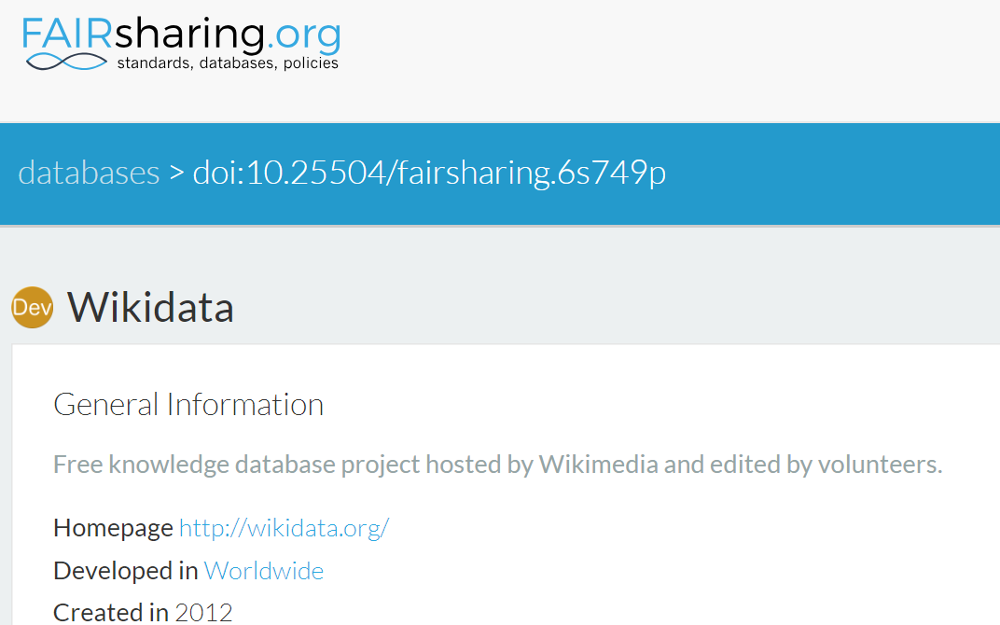 FAIRsharing.org
standards, databases, policies
databases > doi:10.25504/fairsharing.6s749p
Dev Wikidata
General Information
Free knowledge database project hosted by Wikimedia and edited by volunteers.
Homepage http://wikidata.org/
Developed in Worldwide
Created in 2012